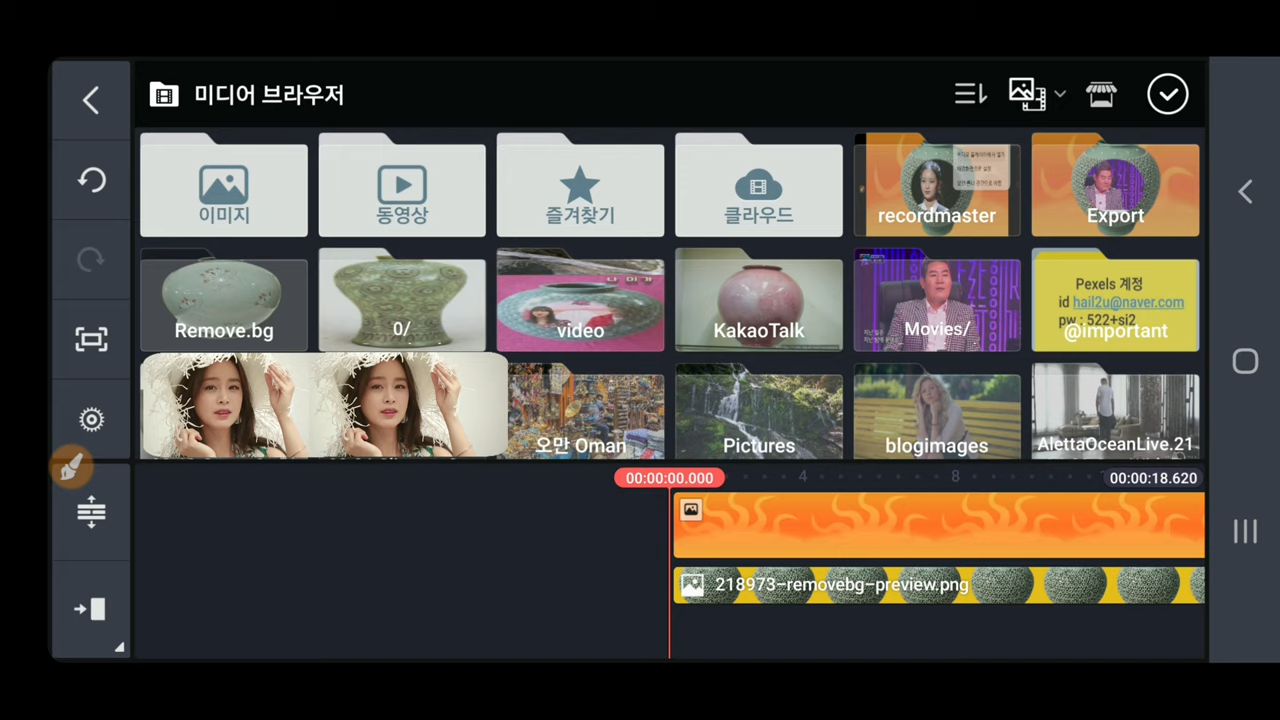 미디어 브라우저
이미지
동영상
즐겨찾기
클라우드
recordmaster
Export
Remove.bg
0/
video
KakaoTalk
Movies/
Pexels 계정
id hail2u@naver.com
pw : 522+si2
@important
오만 Oman
Pictures
blogimages
AlettaOceanLive.21
00:00:00.000
4
8
00:00:18.620
218973-removebg-preview.png